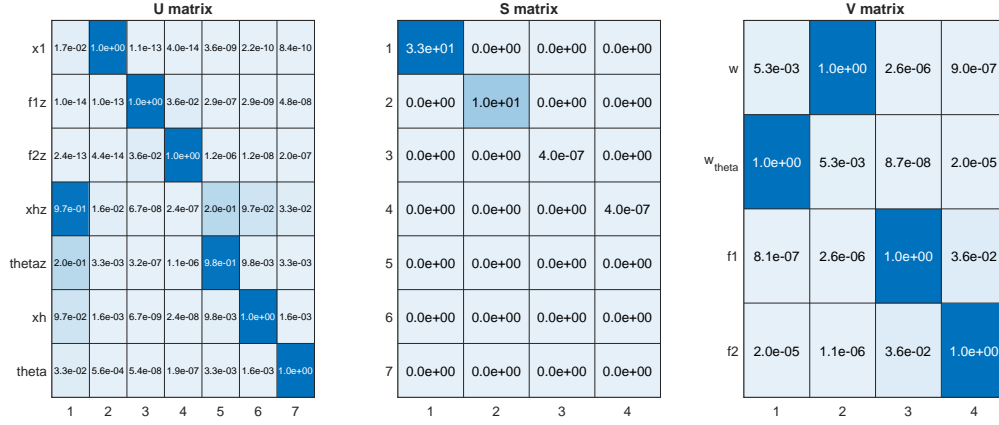 U matrix
x1 1.7e-02 1.0e+00 1.1e-13 4.0e-14 3.6e-09 2.2e-10 8.4e-10
f1z 1.0e-14 1.0e-13 1.0e+00 3.6e-02 2.9e-07 2.9e-09 4.8e-08
f2z 2.4e-13 4.4e-14 3.6e-02 1.0e+00 1.2e-06 1.2e-08 2.0e-07
xhz 9.7e-01 1.6e-02 6.7e-08 2.4e-07 2.0e-01 9.7e-02 3.3e-02
thetaz 2.0e-01 3.3e-03 3.2e-07 1.1e-06 9.8e-01 9.8e-03 3.3e-03
xh 9.7e-02 1.6e-03 6.7e-09 2.4e-08 9.8e-03 1.0e+00 1.6e-03
theta 3.3e-02 5.6e-04 5.4e-08 1.9e-07 3.3e-03 1.6e-03 1.0e+00
1 2 3 4 5 6 7
S matrix
1 3.3e+01 0.0e+00 0.0e+00 0.0e+00
2 0.0e+00 1.0e+01 0.0e+00 0.0e+00
3 0.0e+00 0.0e+00 4.0e-07 0.0e+00
4 0.0e+00 0.0e+00 0.0e+00 4.0e-07
5 0.0e+00 0.0e+00 0.0e+00 0.0e+00
6 0.0e+00 0.0e+00 0.0e+00 0.0e+00
7 0.0e+00 0.0e+00 0.0e+00 0.0e+00
1 2 3 4
V matrix
w 5.3e-03 1.0e+00 2.6e-06 9.0e-07
w_theta 1.0e+00 5.3e-03 8.7e-08 2.0e-05
f1 8.1e-07 2.6e-06 1.0e+00 3.6e-02
f2 2.0e-05 1.1e-06 3.6e-02 1.0e+00
1 2 3 4